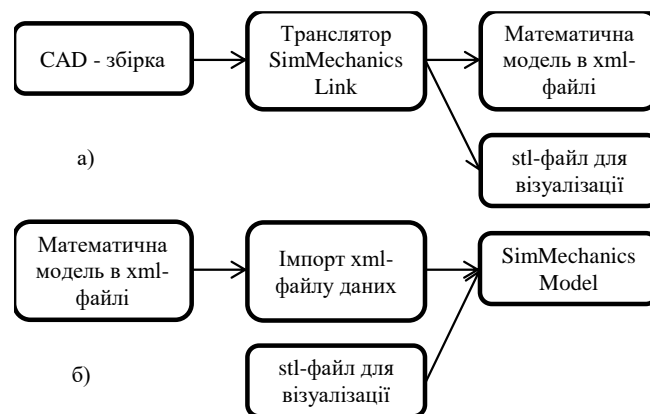 CAD - збірка
Транслятор
SimMechanics
Link
Математична
модель в xml-
файлі
а)
stl-файл для
візуалізації
Математична
модель в xml-
файлі
Імпорт xml-
файлу даних
SimMechanics
Model
б)
stl-файл для
візуалізації